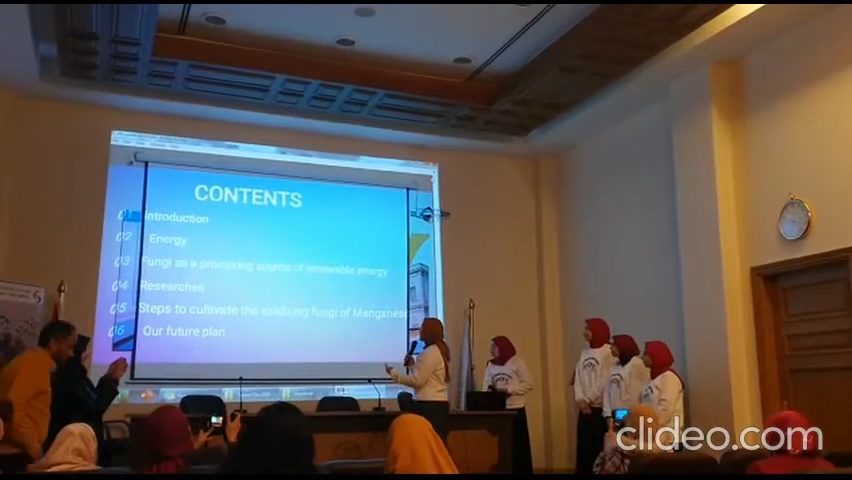 CONTENTS
01 Introduction
02 Energy
03 Fungi as a promising source of renewable energy
04 Researches
05 Steps to cultivate the oxidizing fungi of Manganese
06 Our future plan
clideo.com